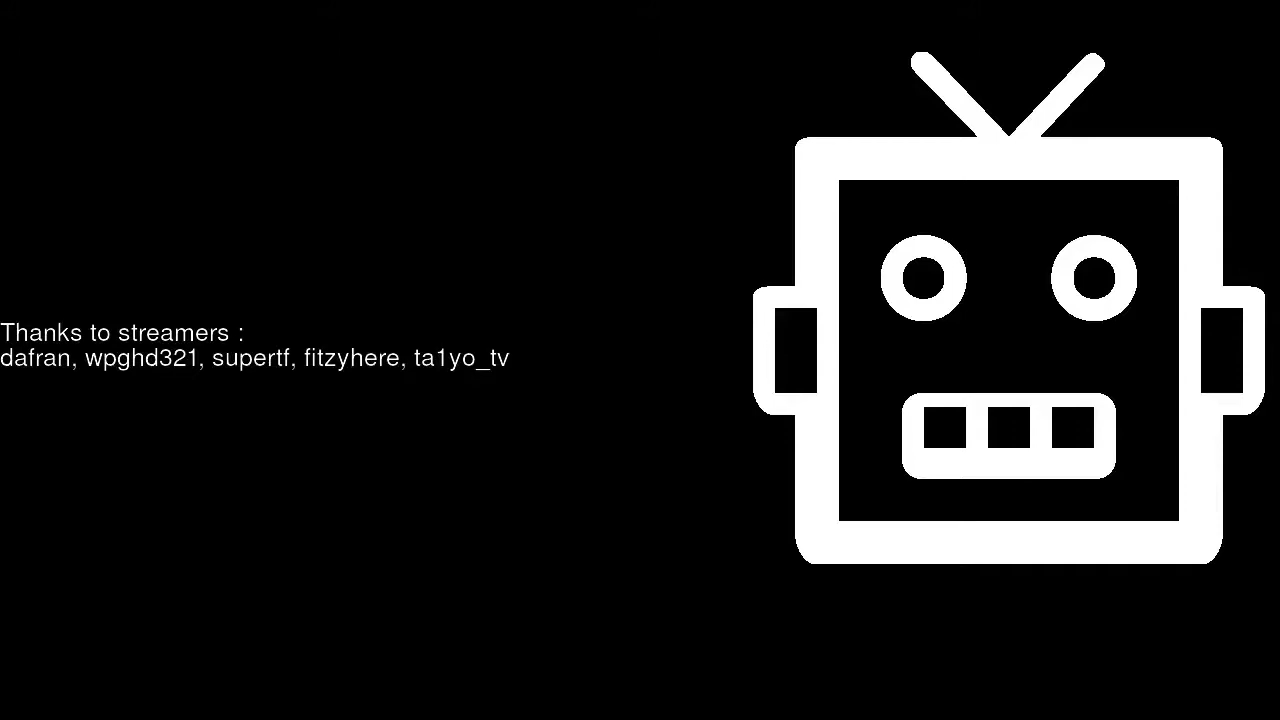 Thanks to streamers :
dafran, wpghd321, supertf, fitzyhere, ta1yo_tv